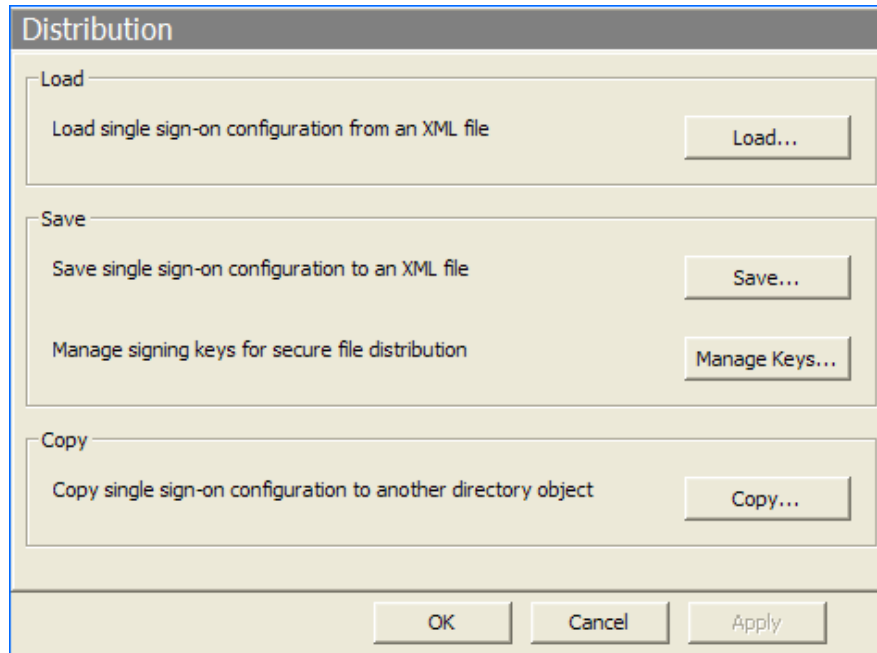 Distribution
Load
Load single sign-on configuration from an XML file
Load...
Save
Save single sign-on configuration to an XML file
Save...
Manage signing keys for secure file distribution
Manage Keys...
Copy
Copy single sign-on configuration to another directory object
Copy...
OK
Cancel
Apply